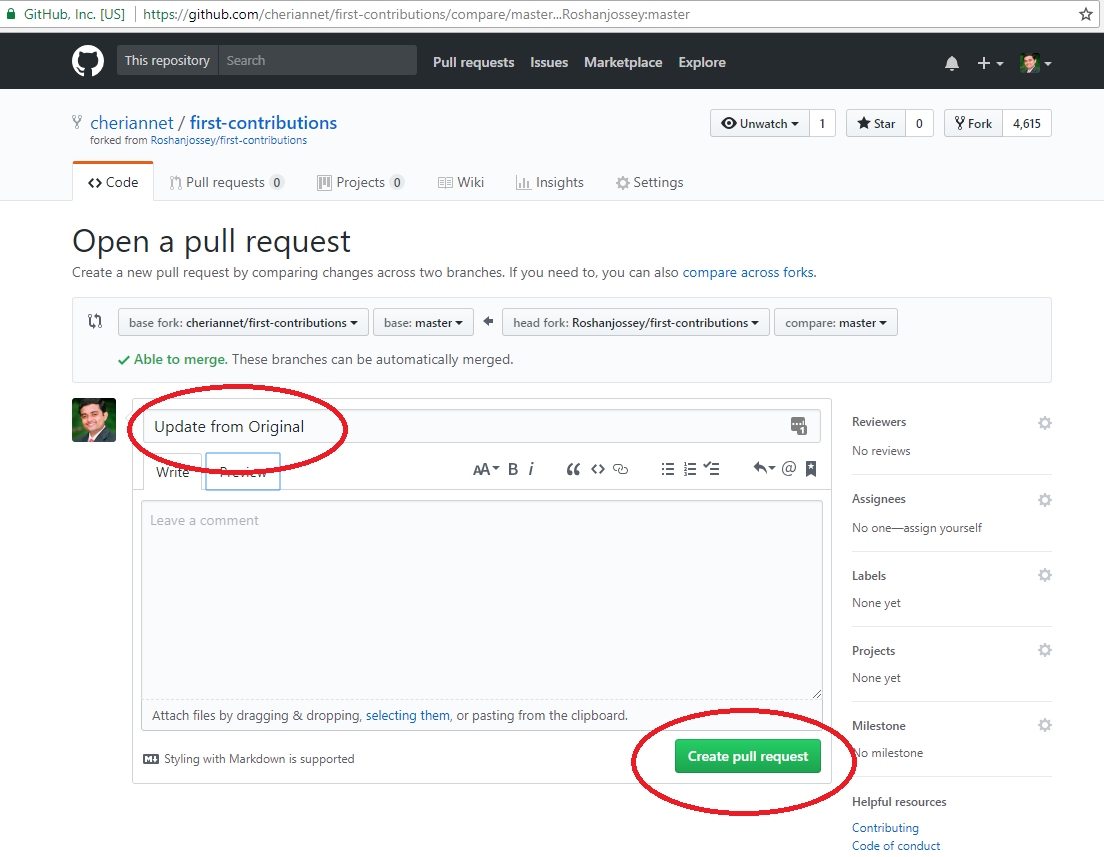 GitHub, Inc. [US] https://github.com/cheriannet/first-contributions/compare/master...Roshanjossey:master
This repository Search Pull requests Issues Marketplace Explore
cheriannet / first-contributions Unwatch 1 Star 0 Fork 4,615
forked from Roshanjossey/first-contributions
Code Pull requests 0 Projects 0 Wiki Insights Settings
Open a pull request
Create a new pull request by comparing changes across two branches. If you need to, you can also compare across forks.
base fork: cheriannet/first-contributions base: master head fork: Roshanjossey/first-contributions compare: master
Able to merge. These branches can be automatically merged.
Update from Original 1
Write Preview AA B i @
Leave a comment
Attach files by dragging & dropping, selecting them, or pasting from the clipboard.
Styling with Markdown is supported
Create pull request
Reviewers
No reviews
Assignees
No one—assign yourself
Labels
None yet
Projects
None yet
Milestone
No milestone
Helpful resources
Contributing
Code of conduct